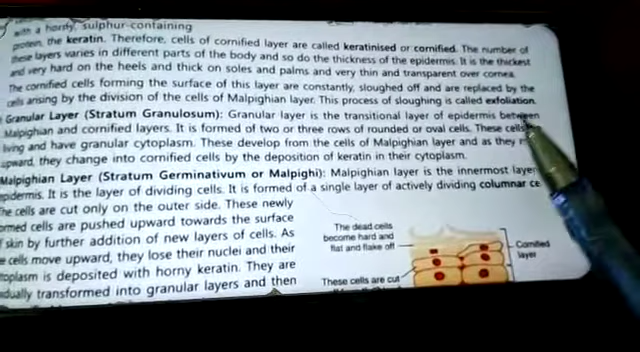 with a hordy, sulphur-containing
protein, the keratin. Therefore, cells of cornified layer are called keratinised or cornified. The number of
these layers varies in different parts of the body and so do the thickness of the epidermis. It is the thickest
and very hard on the heels and thick on soles and palms and very thin and transparent over cornea.
The cornified cells forming the surface of this layer are constantly, sloughed off and are replaced by the
cells arising by the division of the cells of Malpighian layer. This process of sloughing is called exfoliation.
Granular Layer (Stratum Granulosum): Granular layer is the transitional layer of epidermis between
Malpighian and cornified layers. It is formed of two or three rows of rounded or oval cells. These cells
living and have granular cytoplasm. These develop from the cells of Malpighian layer and as they
upward, they change into cornified cells by the deposition of keratin in their cytoplasm.
Malpighian Layer (Stratum Germinativum or Malpighi): Malpighian layer is the innermost layer
epidermis. It is the layer of dividing cells. It is formed of a single layer of actively dividing columnar ce
The cells are cut only on the outer side. These newly
ormed cells are pushed upward towards the surface
f skin by further addition of new layers of cells. As
e cells move upward, they lose their nuclei and their
toplasm is deposited with horny keratin. They are
dually transformed into granular layers and then
The dead cells
become hard and
flat and flake off
Cornified
layer
These cells are cut